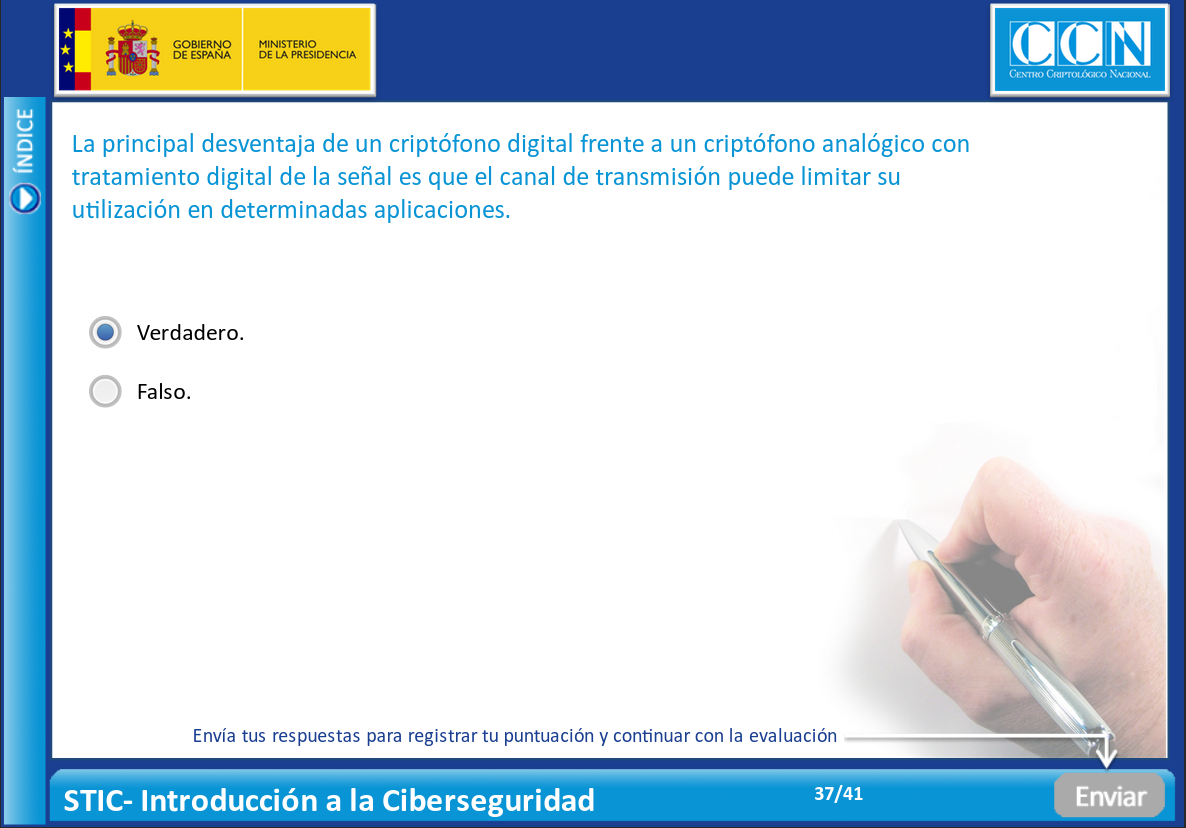 GOBIERNO
DE ESPAÑA
MINISTERIO
DE LA PRESIDENCIA
CCN
CENTRO CRIPTOLÓGICO NACIONAL
ÍNDICE
La principal desventaja de un criptófono digital frente a un criptófono analógico con
tratamiento digital de la señal es que el canal de transmisión puede limitar su
utilización en determinadas aplicaciones.
Verdadero.
Falso.
Envía tus respuestas para registrar tu puntuación y continuar con la evaluación
STIC- Introducción a la Ciberseguridad
37/41
Enviar